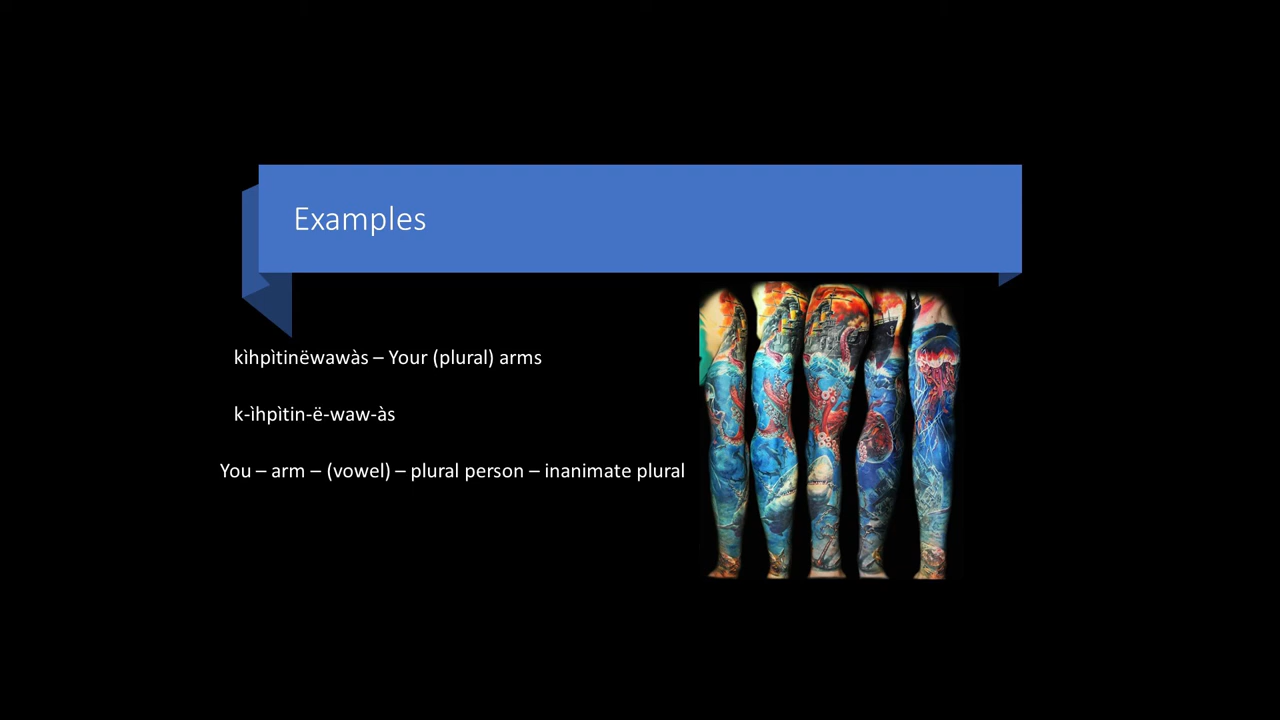 Examples
kìhpìtinëwawàs – Your (plural) arms
k-ìhpìtin-ë-waw-às
You – arm – (vowel) – plural person – inanimate plural